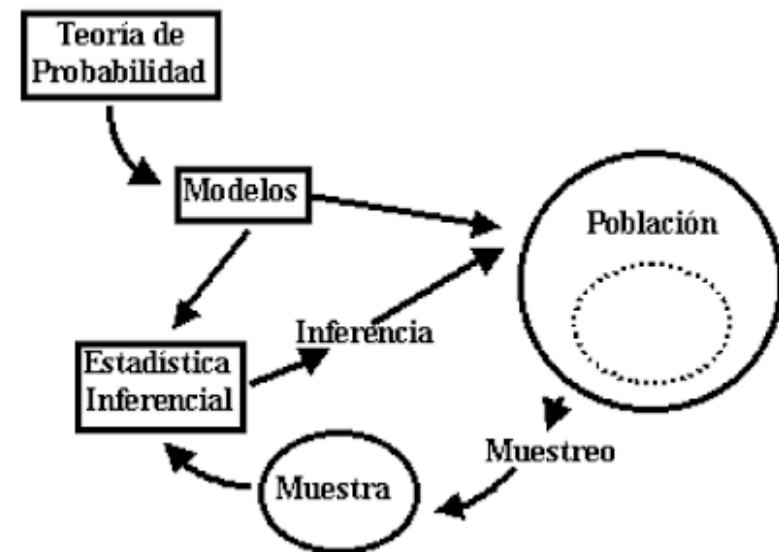 Teoría de
Probabilidad
Modelos
Población
Inferencia
Estadística
Inferencial
Muestreo
Muestra